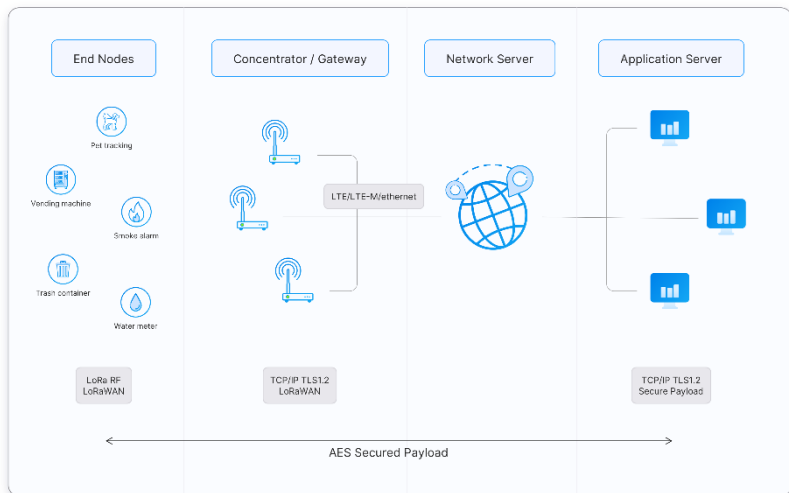 End Nodes
Concentrator / Gateway
Network Server
Application Server
Pet tracking
Vending machine
Smoke alarm
Trash container
Water meter
LTE/LTE-M/ethernet
LoRa RF
LoRaWAN
TCP/IP TLS1.2
LoRaWAN
TCP/IP TLS1.2
Secure Payload
AES Secured Payload